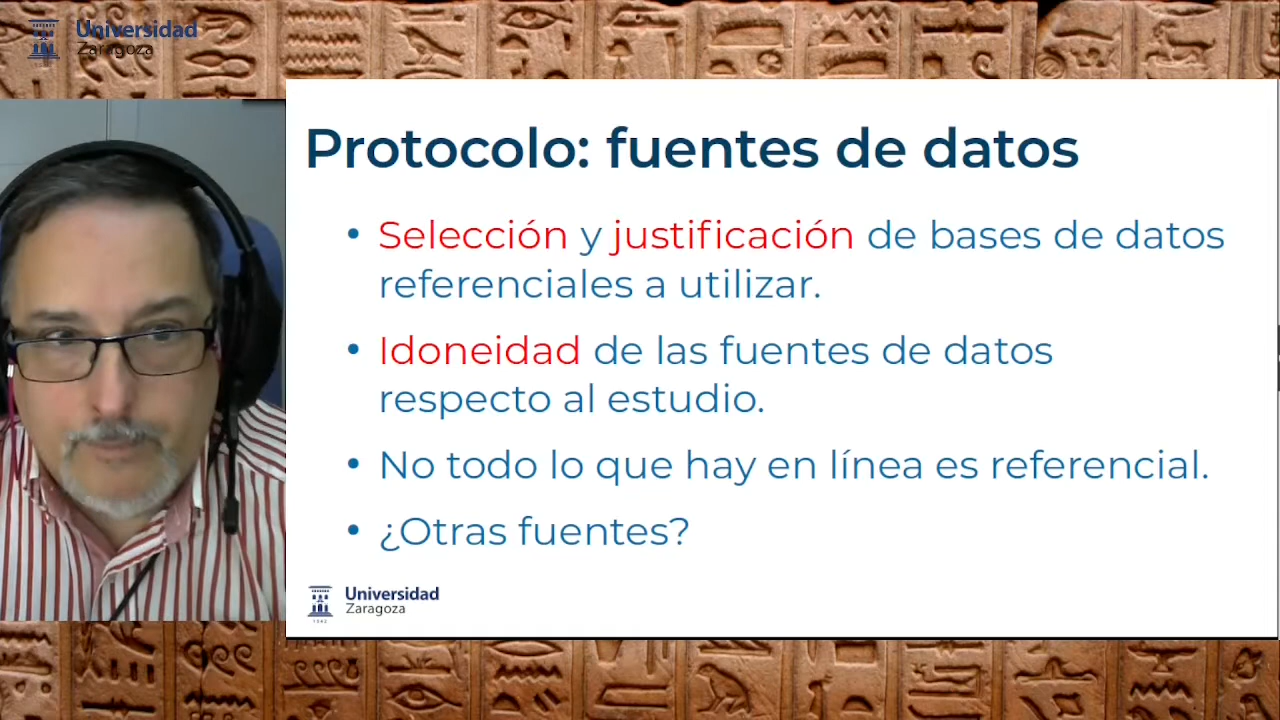 Universidad
Zaragoza
Protocolo: fuentes de datos
• Selección y justificación de bases de datos
referenciales a utilizar.
• Idoneidad de las fuentes de datos
respecto al estudio.
• No todo lo que hay en línea es referencial.
• ¿Otras fuentes?
Universidad
Zaragoza
1542